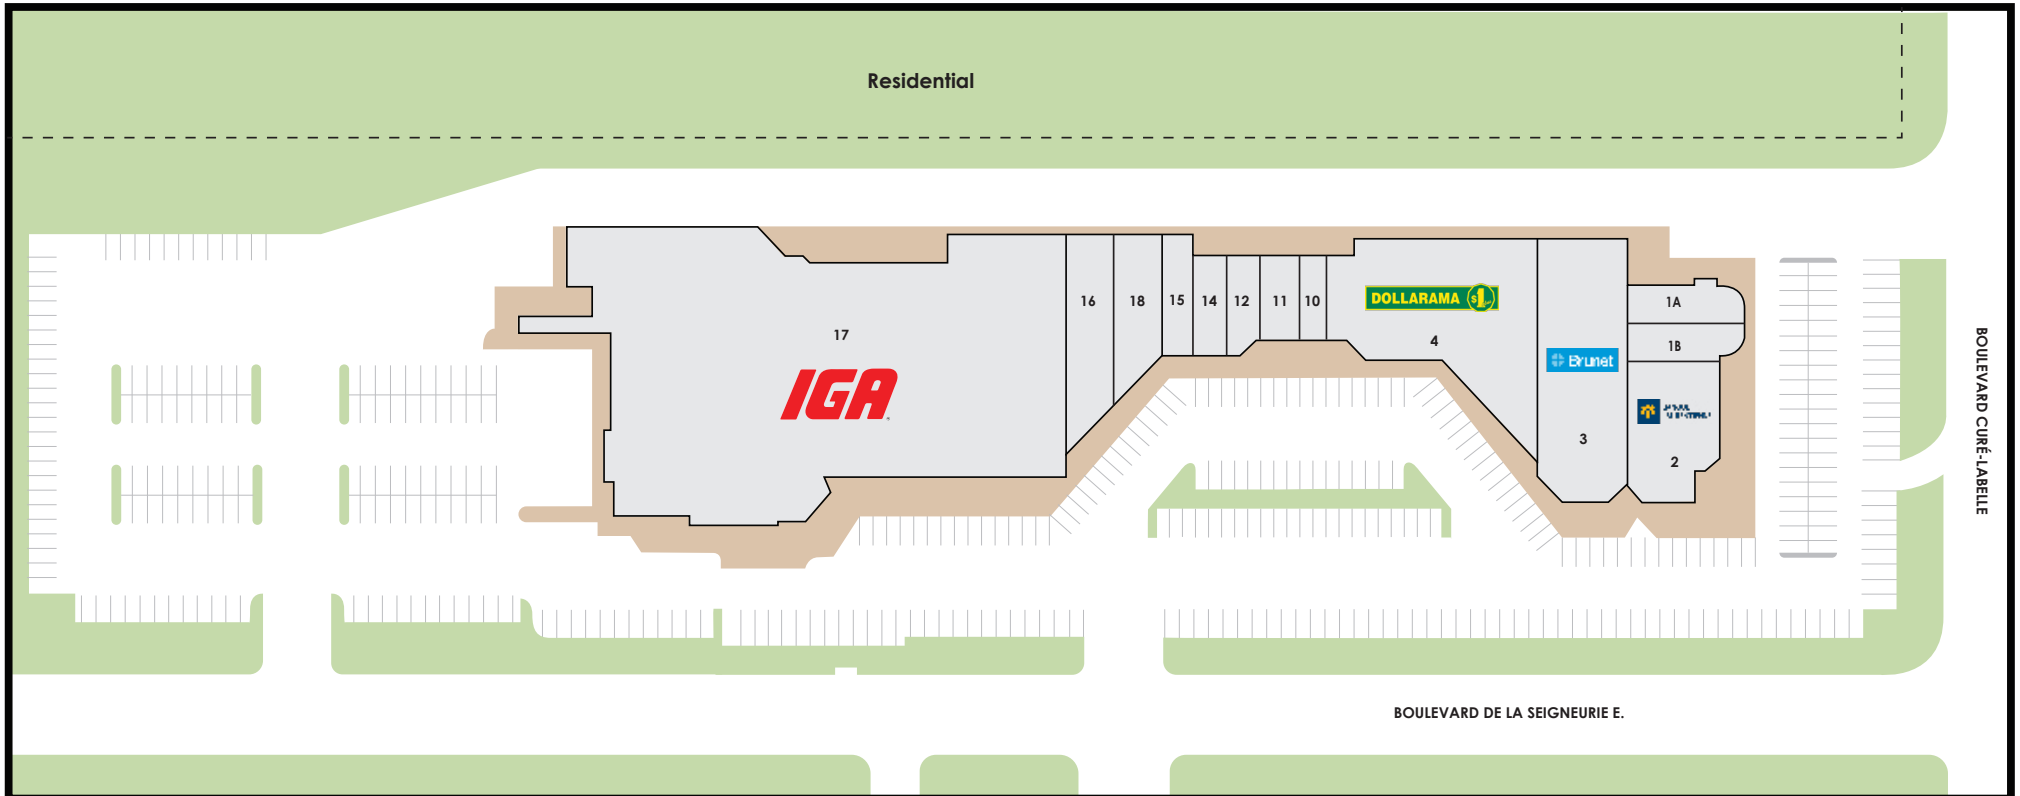 Residential
16
18
15
14
12
11
10
DOLLARAMA $1
1A
17
4
1B
Brunet
IGA
3
2
BOULEVARD CURÉ-LABELLE
BOULEVARD DE LA SEIGNEURIE E.